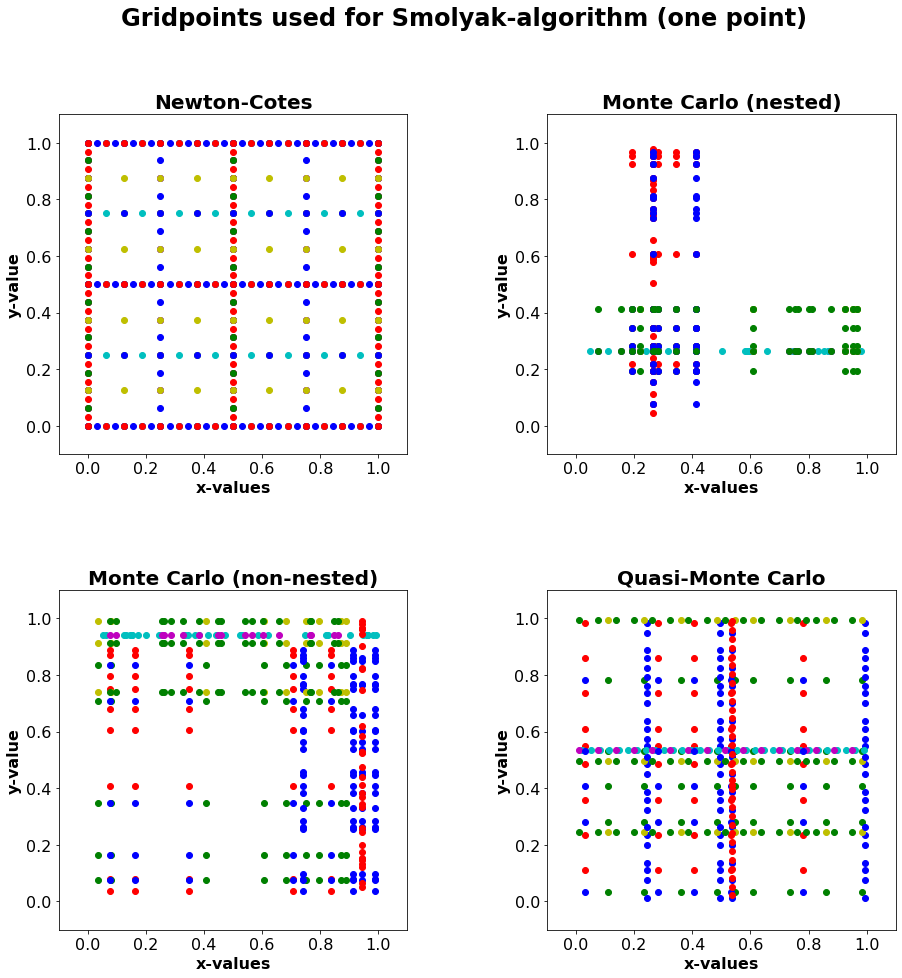 Gridpoints used for Smolyak-algorithm (one point)
Newton-Cotes
y-value
1.0
0.8
0.6
0.4
0.2
0.0
0.0 0.2 0.4 0.6 0.8 1.0
x-values
Monte Carlo (nested)
y-value
1.0
0.8
0.6
0.4
0.2
0.0
0.0 0.2 0.4 0.6 0.8 1.0
x-values
Monte Carlo (non-nested)
y-value
1.0
0.8
0.6
0.4
0.2
0.0
0.0 0.2 0.4 0.6 0.8 1.0
x-values
Quasi-Monte Carlo
y-value
1.0
0.8
0.6
0.4
0.2
0.0
0.0 0.2 0.4 0.6 0.8 1.0
x-values